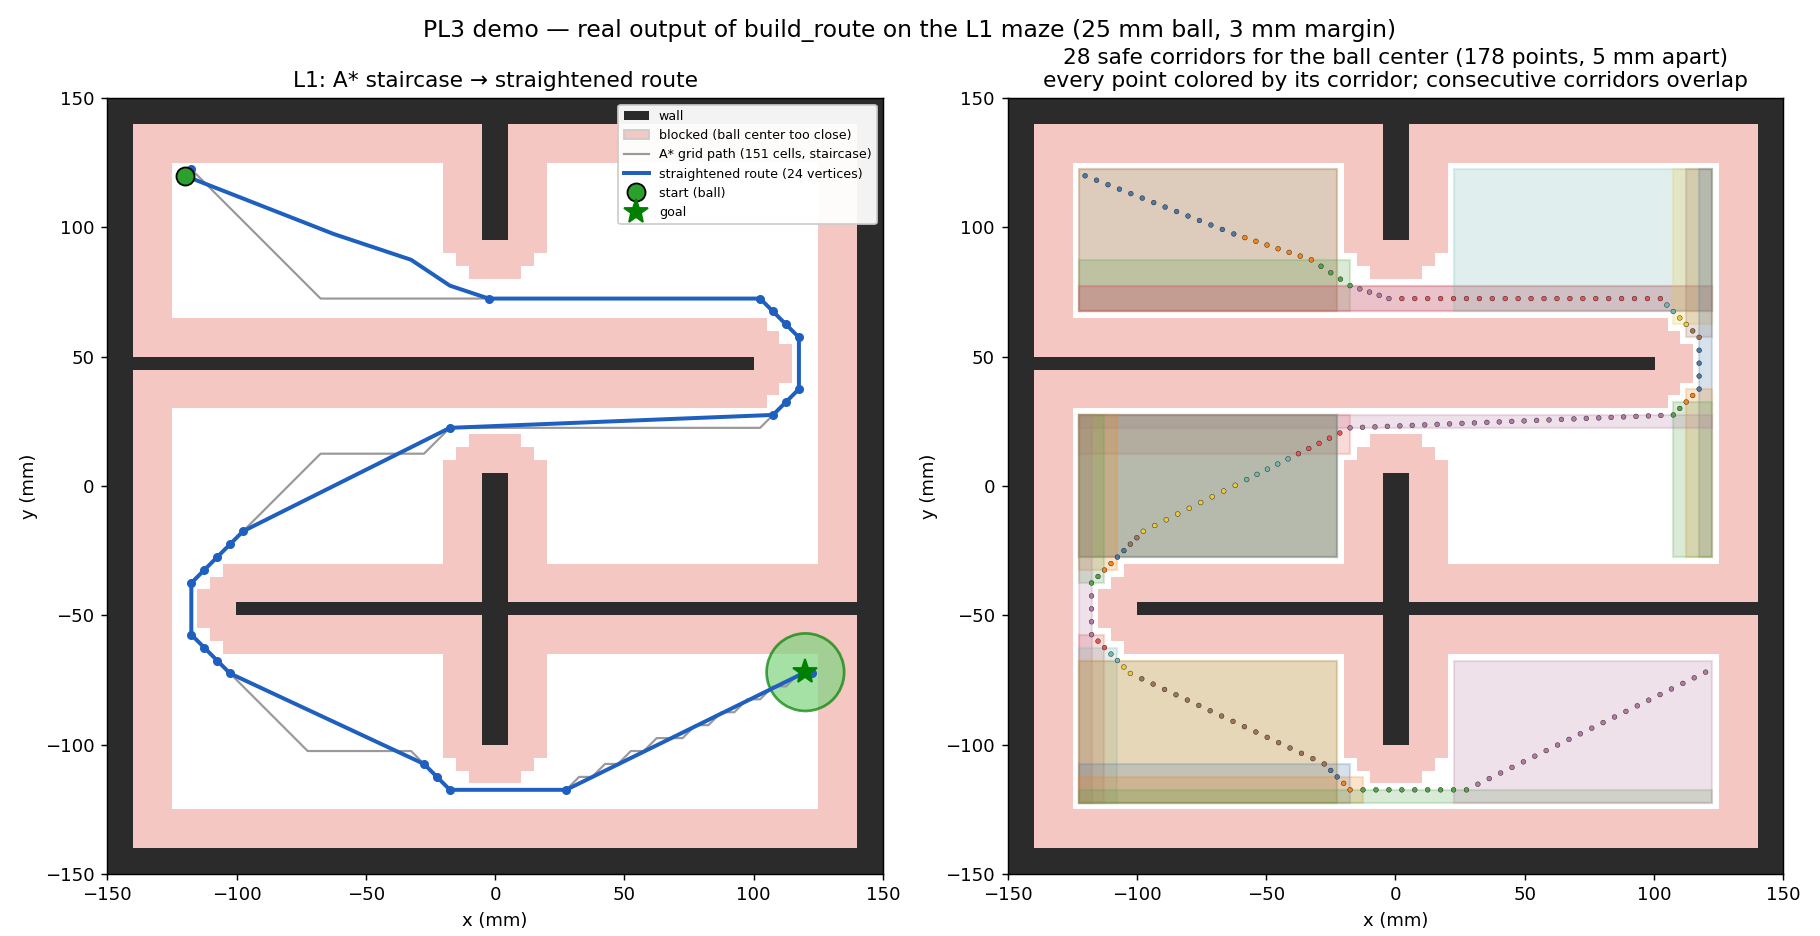 PL3 demo — real output of build_route on the L1 maze (25 mm ball, 3 mm margin)
L1: A* staircase → straightened route
150
100
50
0
−50
−100
−150
y (mm)
wall
blocked (ball center too close)
A* grid path (151 cells, staircase)
straightened route (24 vertices)
start (ball)
goal
−150
−100
−50
0
50
100
150
x (mm)
28 safe corridors for the ball center (178 points, 5 mm apart)
every point colored by its corridor; consecutive corridors overlap
150
100
50
0
−50
−100
−150
y (mm)
−150
−100
−50
0
50
100
150
x (mm)